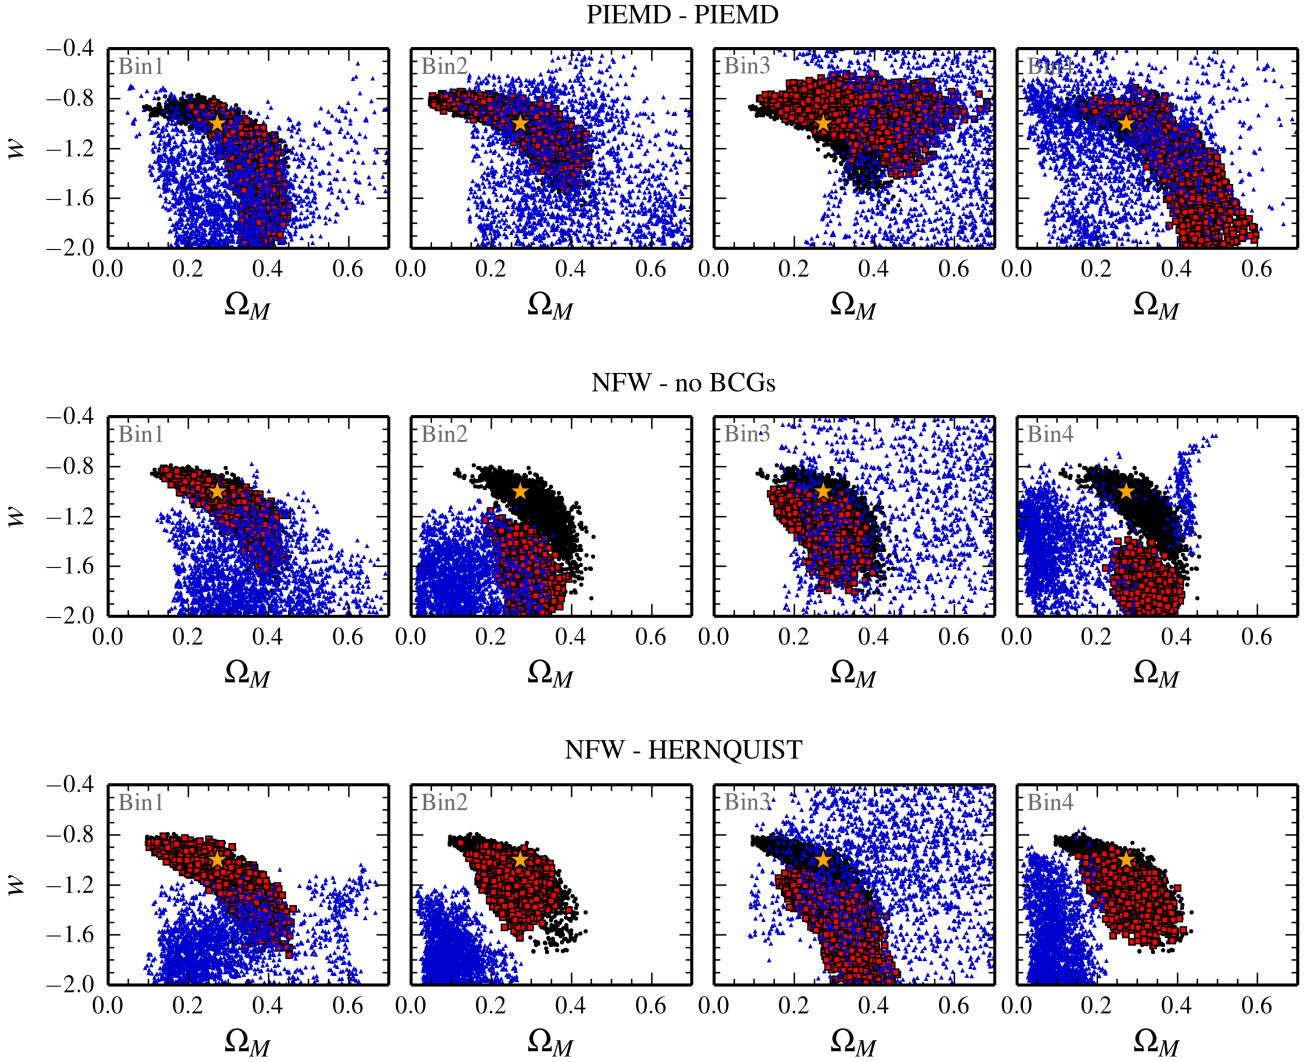 PIEMD - PIEMD
Bin1 Bin2 Bin3 Bin4
−0.4
−0.8
−1.2
−1.6
−2.0
w
0.0 0.2 0.4 0.6 0.0 0.2 0.4 0.6 0.0 0.2 0.4 0.6 0.0 0.2 0.4 0.6
Ω_M Ω_M Ω_M Ω_M
NFW - no BCGs
Bin1 Bin2 Bin3 Bin4
−0.4
−0.8
−1.2
−1.6
−2.0
w
0.0 0.2 0.4 0.6 0.0 0.2 0.4 0.6 0.0 0.2 0.4 0.6 0.0 0.2 0.4 0.6
Ω_M Ω_M Ω_M Ω_M
NFW - HERNQUIST
Bin1 Bin2 Bin3 Bin4
−0.4
−0.8
−1.2
−1.6
−2.0
w
0.0 0.2 0.4 0.6 0.0 0.2 0.4 0.6 0.0 0.2 0.4 0.6 0.0 0.2 0.4 0.6
Ω_M Ω_M Ω_M Ω_M